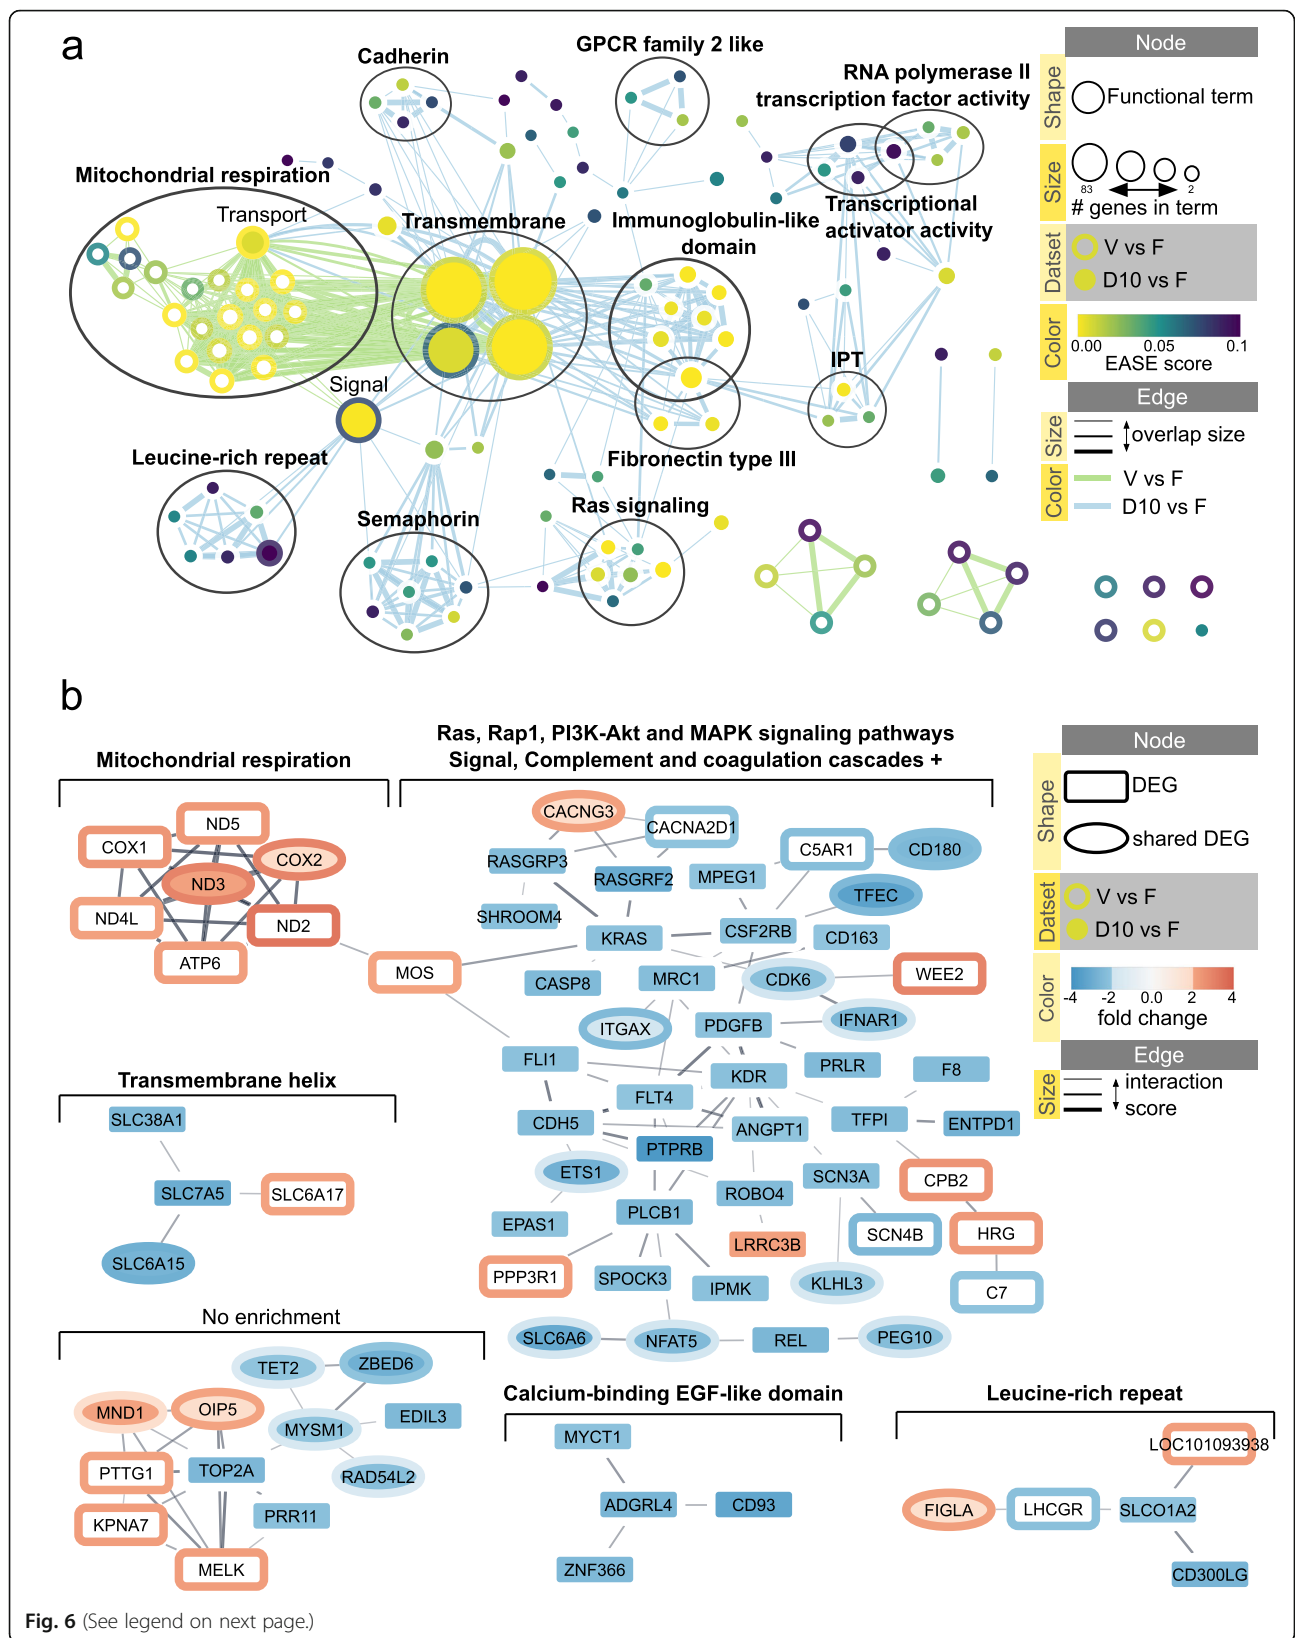 a
Cadherin
GPCR family 2 like
RNA polymerase II
transcription factor activity
Mitochondrial respiration
Transport
Transmembrane
Immunoglobulin-like
domain
Transcriptional
activator activity
IPT
Signal
Leucine-rich repeat
Fibronectin type III
Semaphorin
Ras signaling
Node
Shape
Functional term
Size
83
2
# genes in term
Datset
V vs F
D10 vs F
Color
0.00
0.05
0.1
EASE score
Edge
Size
overlap size
Color
V vs F
D10 vs F
b
Mitochondrial respiration
Ras, Rap1, PI3K-Akt and MAPK signaling pathways
Signal, Complement and coagulation cascades +
ND5
COX1
COX2
ND3
ND4L
ND2
ATP6
MOS
CACNG3
CACNA2D1
RASGRP3
RASGRF2
MPEG1
C5AR1
CD180
TFEC
SHROOM4
KRAS
CSF2RB
CD163
CASP8
MRC1
CDK6
WEE2
ITGAX
PDGFB
IFNAR1
FLI1
KDR
PRLR
F8
FLT4
CDH5
ANGPT1
TFPI
ENTPD1
PTPRB
ETS1
ROBO4
SCN3A
CPB2
EPAS1
PLCB1
LRRC3B
SCN4B
HRG
PPP3R1
SPOCK3
IPMK
KLHL3
C7
SLC6A6
NFAT5
REL
PEG10
Transmembrane helix
SLC38A1
SLC7A5
SLC6A17
SLC6A15
No enrichment
TET2
ZBED6
MND1
OIP5
MYSM1
EDIL3
PTTG1
TOP2A
RAD54L2
KPNA7
PRR11
MELK
Calcium-binding EGF-like domain
MYCT1
ADGRL4
CD93
ZNF366
Leucine-rich repeat
LOC101093938
FIGLA
LHCGR
SLCO1A2
CD300LG
Node
Shape
DEG
shared DEG
Datset
V vs F
D10 vs F
Color
-4
-2
0.0
2
4
fold change
Edge
Size
interaction
score
Fig. 6 (See legend on next page.)